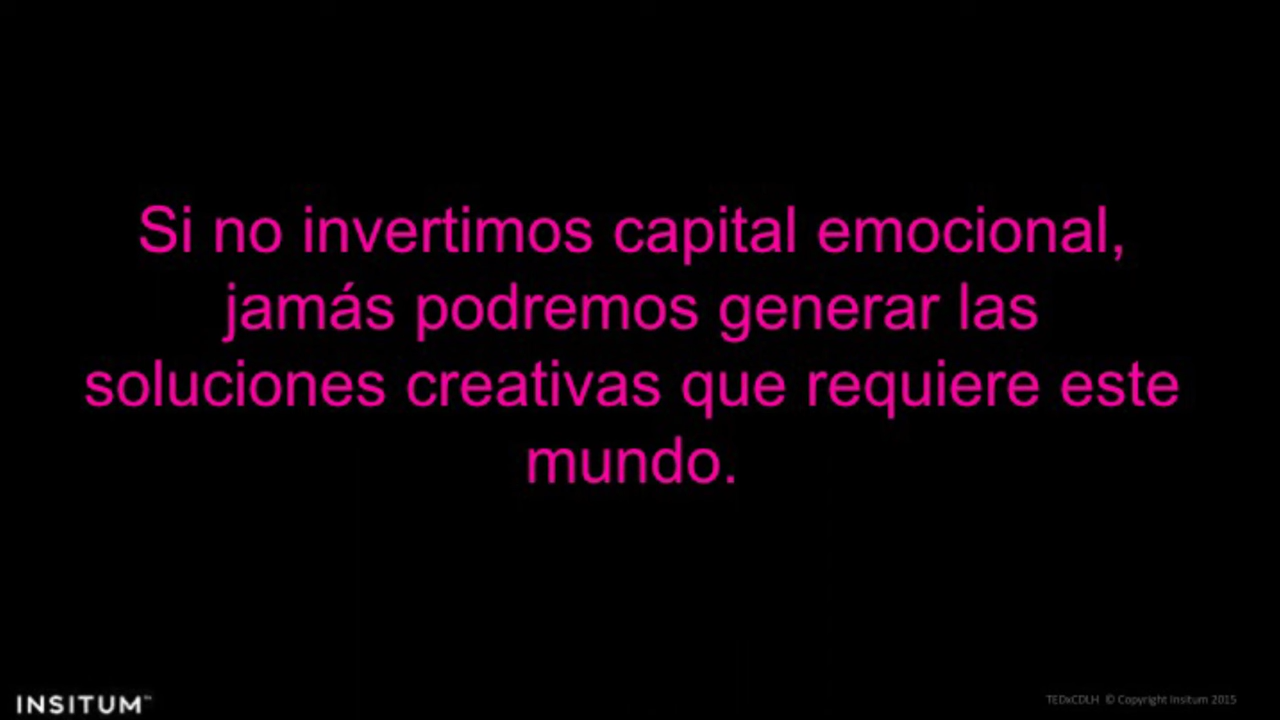 Si no invertimos capital emocional,
jamás podremos generar las
soluciones creativas que requiere este
mundo.
INSITUM™
TEDxCDLH © Copyright Insitum 2015